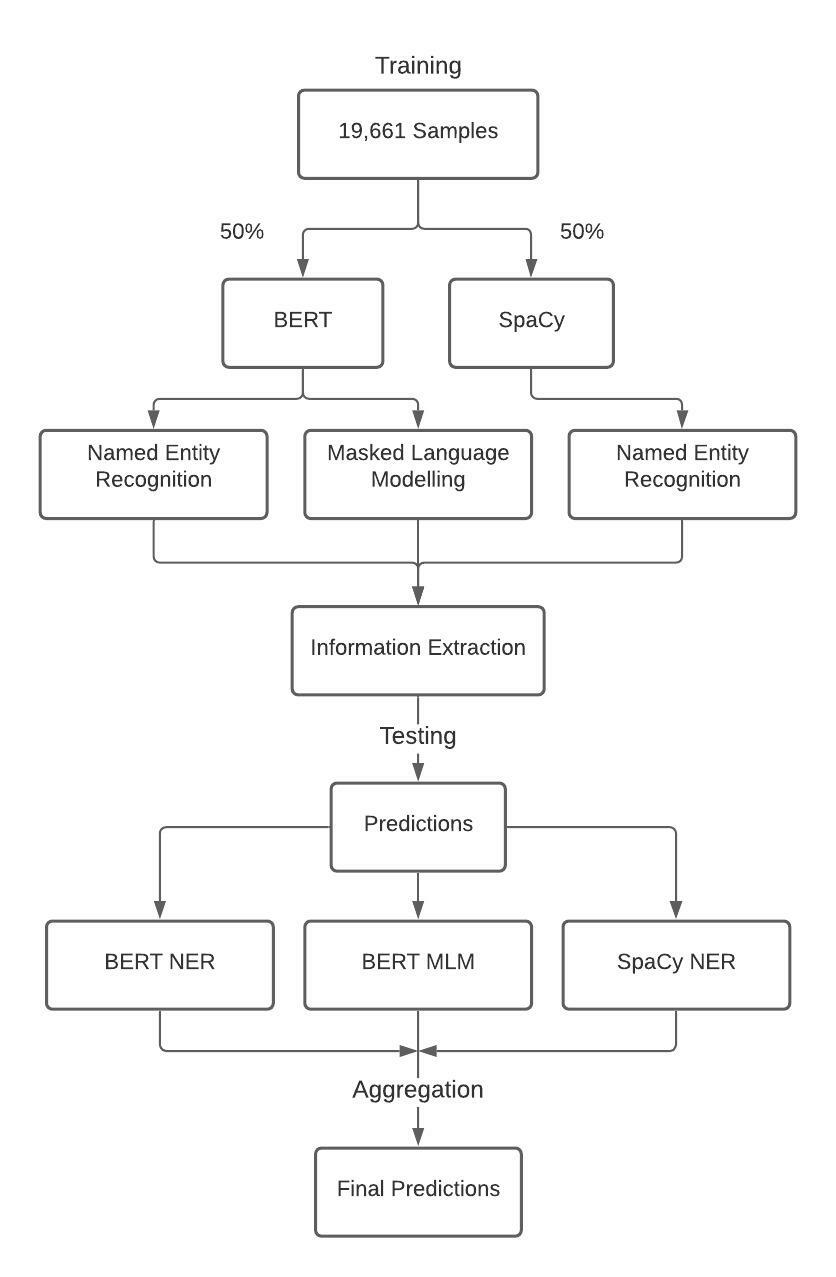 Training
19,661 Samples
50%
50%
BERT
SpaCy
Named Entity
Recognition
Masked Language
Modelling
Named Entity
Recognition
Information Extraction
Testing
Predictions
BERT NER
BERT MLM
SpaCy NER
Aggregation
Final Predictions